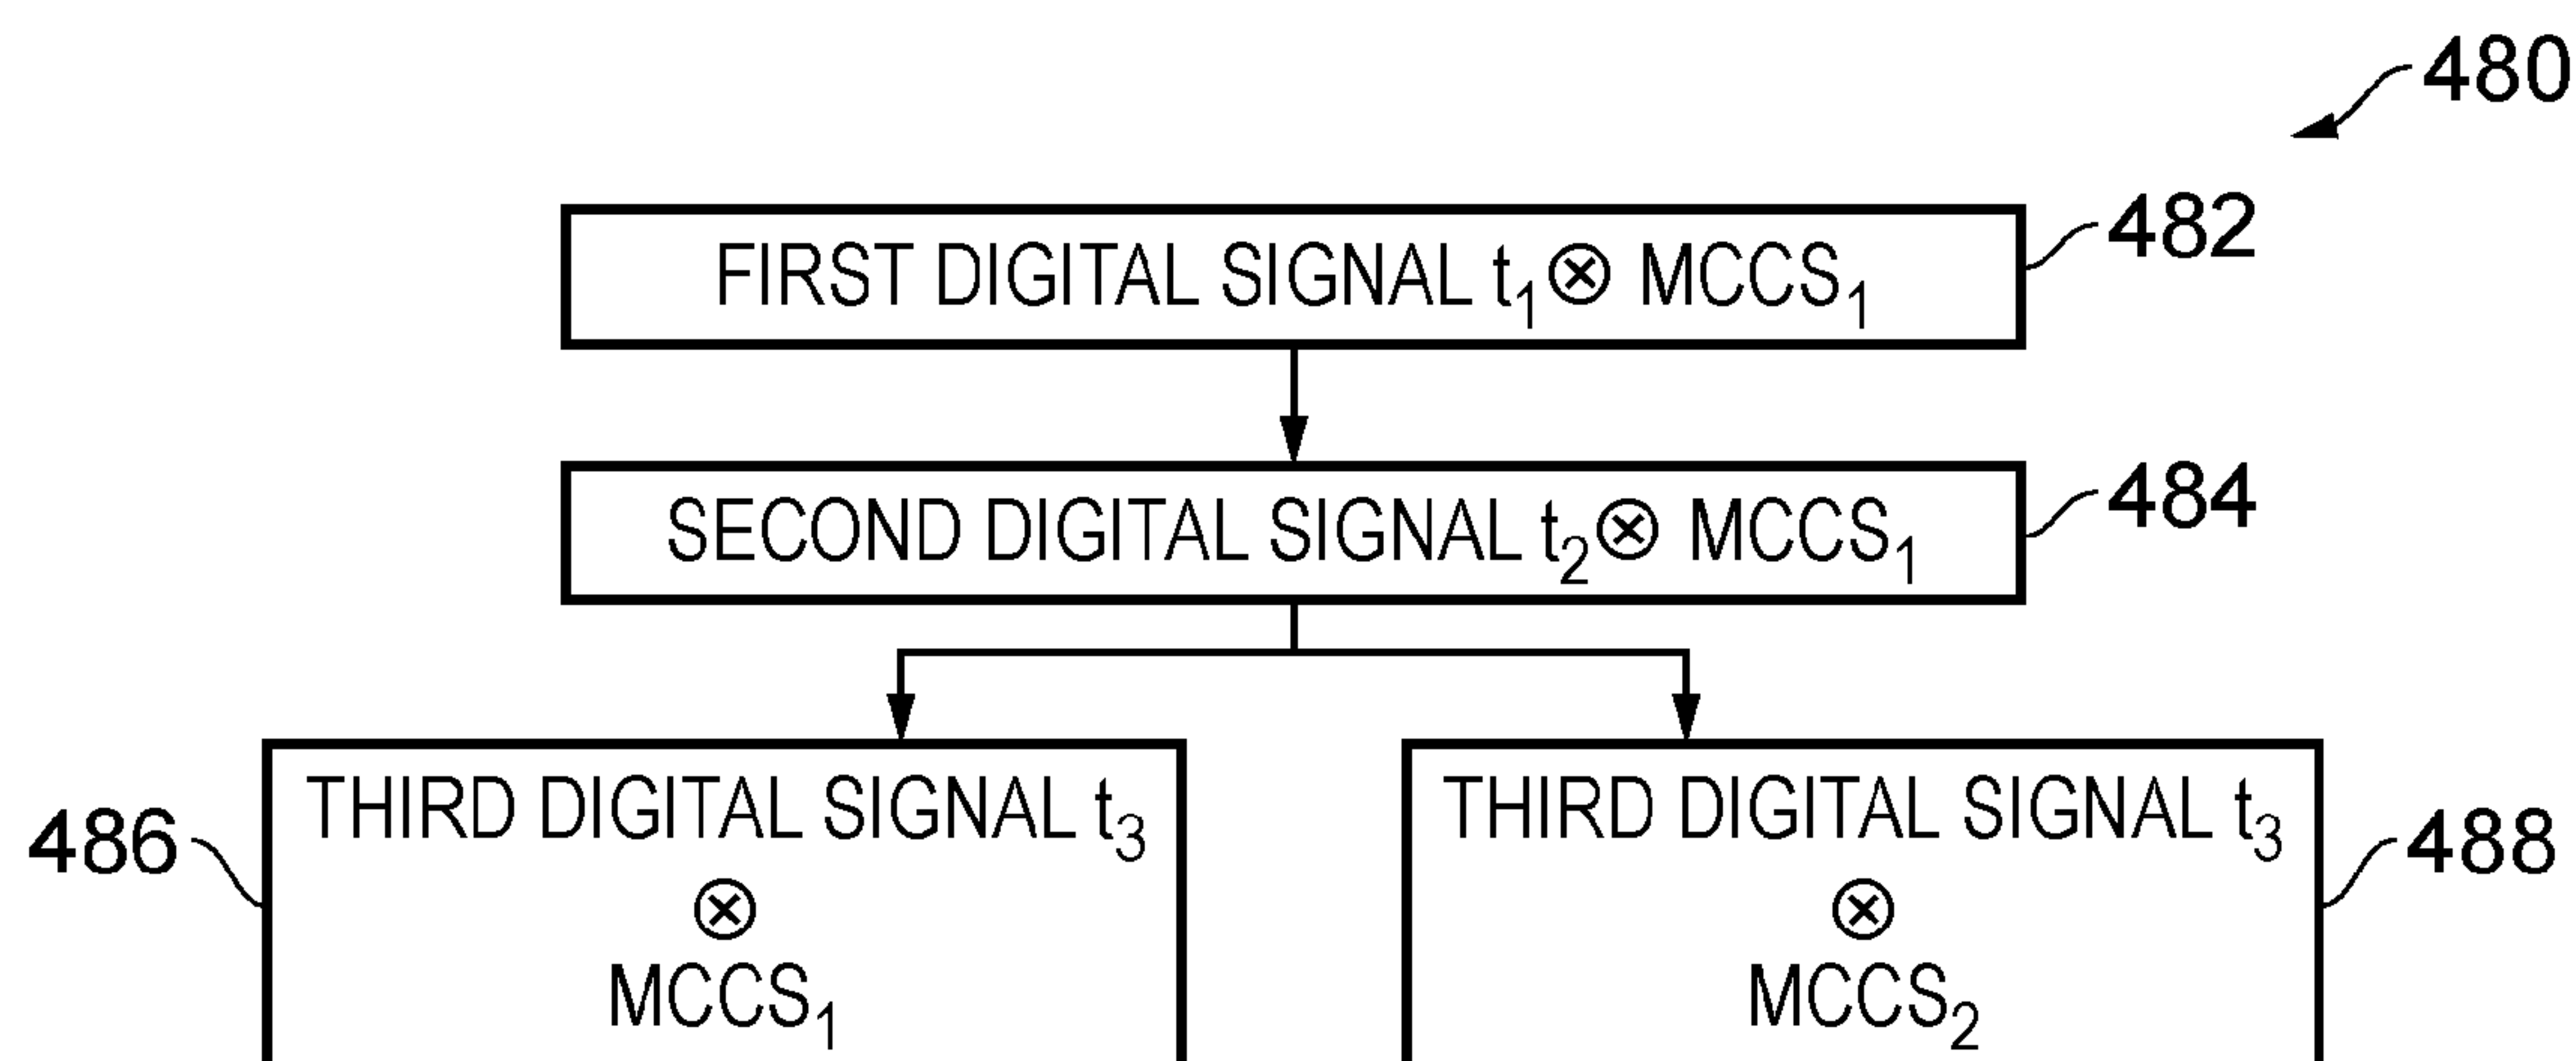 480
FIRST DIGITAL SIGNAL t₁⊗ MCCS₁
482
SECOND DIGITAL SIGNAL t₂⊗ MCCS₁
484
486
THIRD DIGITAL SIGNAL t₃
⊗
MCCS₁
THIRD DIGITAL SIGNAL t₃
⊗
MCCS₂
488